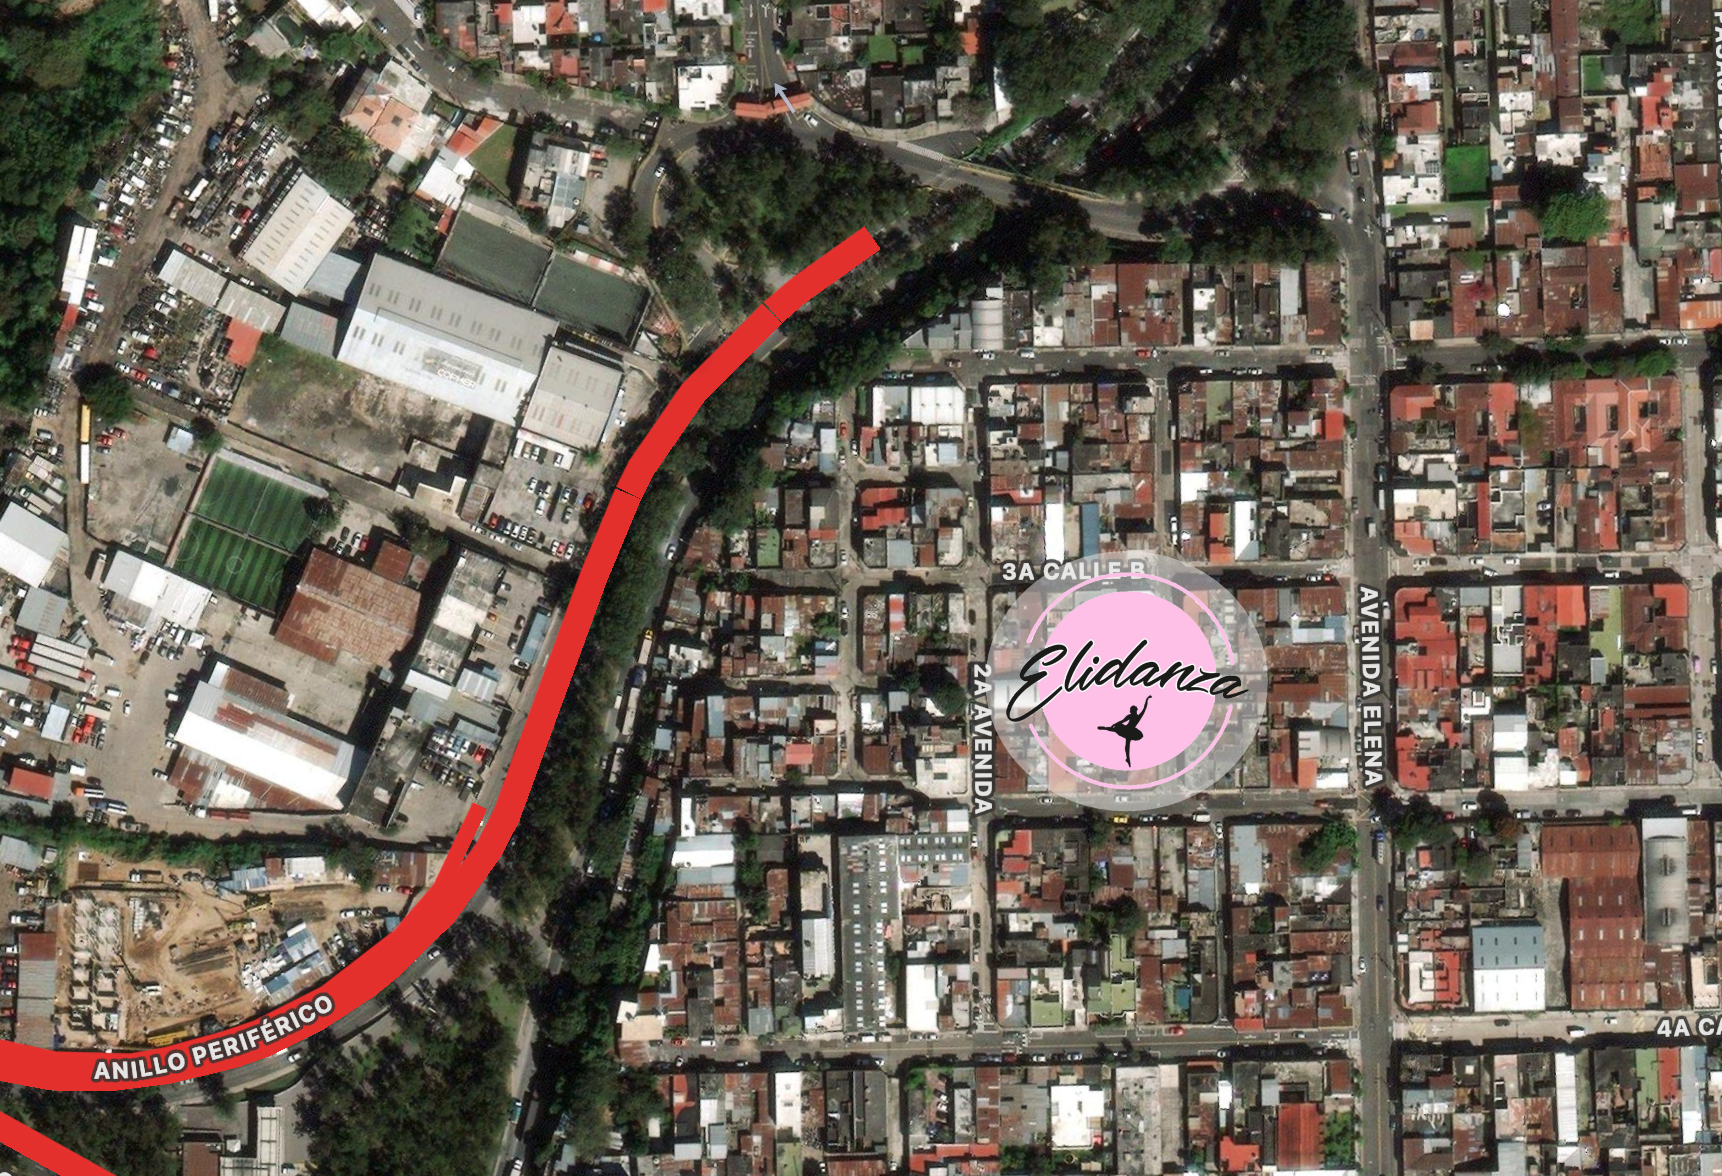 3A CALLE B
Elidanza
2A AVENIDA
AVENIDA ELENA
ANILLO PERIFÉRICO
4A CA